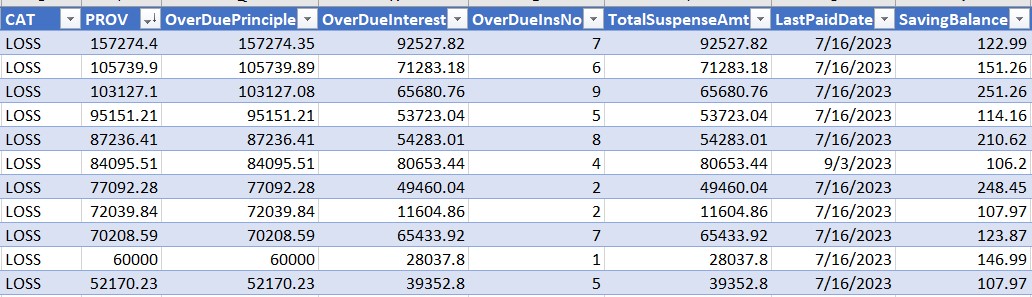 CAT PROV OverDuePrinciple OverDueInterest OverDueInsNo TotalSuspenseAmt LastPaidDate SavingBalance
LOSS 157274.4 157274.35 92527.82 7 92527.82 7/16/2023 122.99
LOSS 105739.9 105739.89 71283.18 6 71283.18 7/16/2023 151.26
LOSS 103127.1 103127.08 65680.76 9 65680.76 7/16/2023 251.26
LOSS 95151.21 95151.21 53723.04 5 53723.04 7/16/2023 114.16
LOSS 87236.41 87236.41 54283.01 8 54283.01 7/16/2023 210.62
LOSS 84095.51 84095.51 80653.44 4 80653.44 9/3/2023 106.2
LOSS 77092.28 77092.28 49460.04 2 49460.04 7/16/2023 248.45
LOSS 72039.84 72039.84 11604.86 2 11604.86 7/16/2023 107.97
LOSS 70208.59 70208.59 65433.92 7 65433.92 7/16/2023 123.87
LOSS 60000 60000 28037.8 1 28037.8 7/16/2023 146.99
LOSS 52170.23 52170.23 39352.8 5 39352.8 7/16/2023 107.97